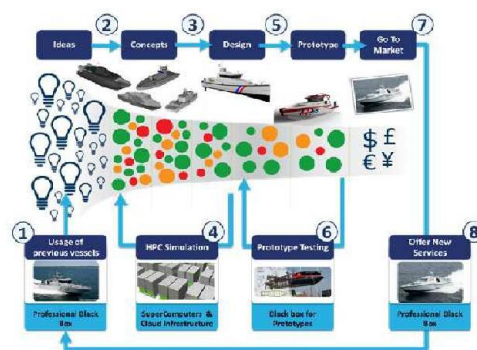 Ideas
2
Concepts
3
Design
5
Prototype
Go To
Market
7
$ £
€ ¥
1
Usage of
previous vessels
Professional Black
Box
4
HPC Simulation
SuperComputers &
Cloud Infrastructure
6
Prototype Testing
Black box for
Prototypes
8
Offer New
Services
Professional Black
Box